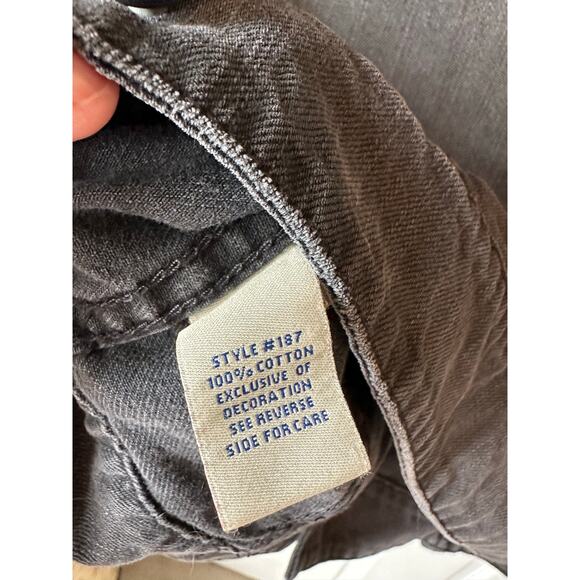 STYLE #187
100% COTTON
EXCLUSIVE OF
DECORATION
SEE REVERSE
SIDE FOR CARE